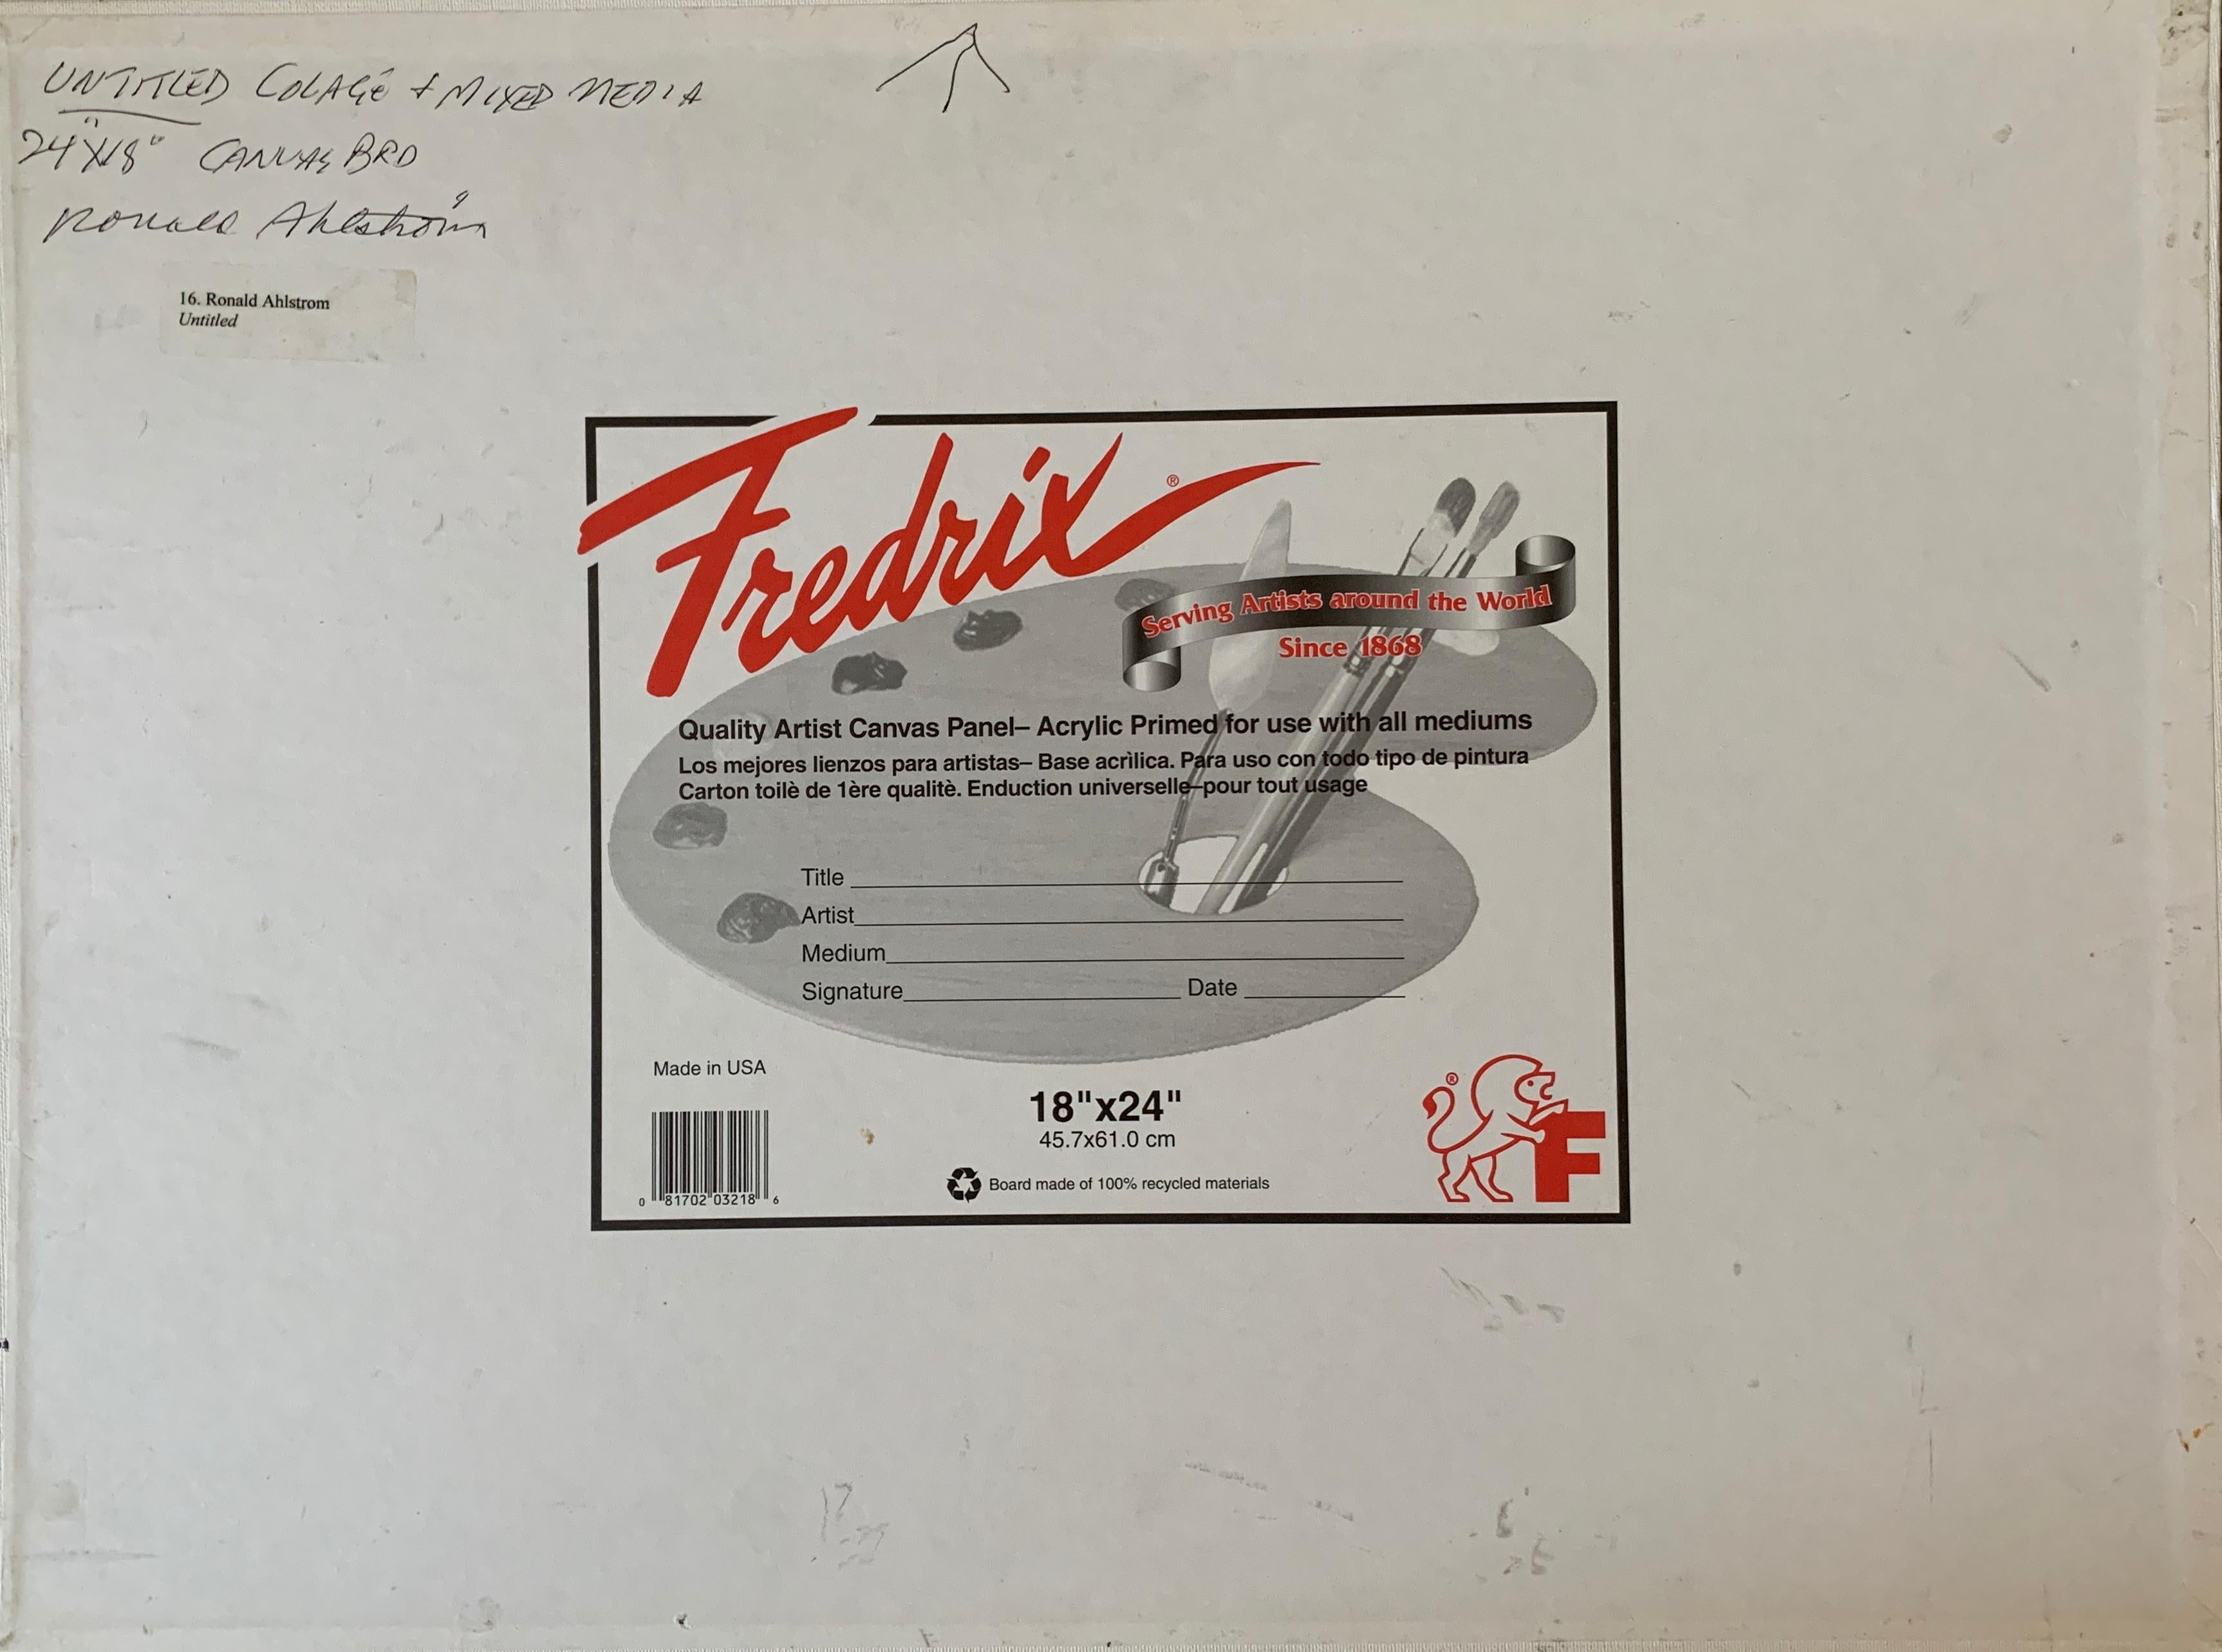 UNTITLED COLAGÉ + MIXED MEDIA
24"X18" CANVAS BRD
Ronald Ahlström
16. Ronald Ahlstrom
Untitled
Fredrix®
Serving Artists around the World
Since 1868
Quality Artist Canvas Panel– Acrylic Primed for use with all mediums
Los mejores lienzos para artistas– Base acrìlica. Para uso con todo tipo de pintura
Carton toilè de 1ère qualitè. Enduction universelle–pour tout usage
Title
Artist
Medium
Signature Date
Made in USA
18"x24"
45.7x61.0 cm
Board made of 100% recycled materials
0 81702 03218 6
® F